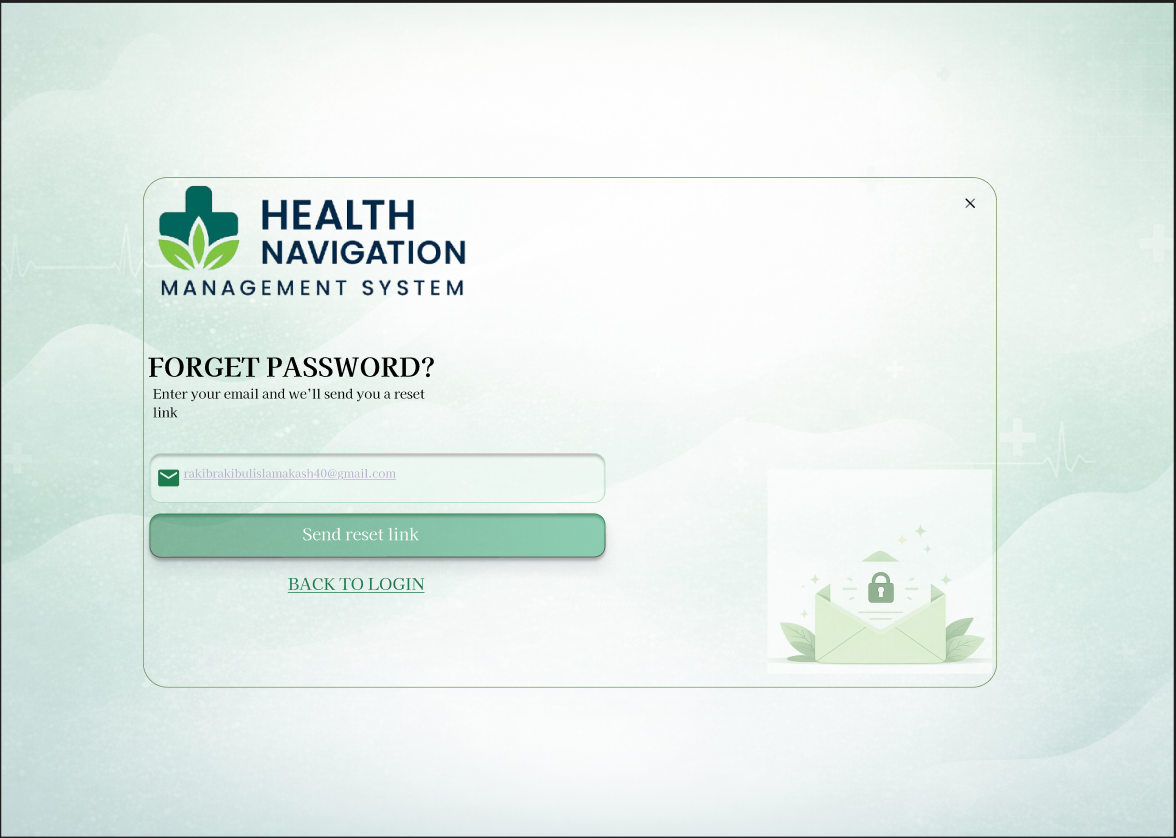 HEALTH
NAVIGATION
MANAGEMENT SYSTEM
FORGET PASSWORD?
Enter your email and we'll send you a reset
link
rakibrakibulislamakash40@gmail.com
Send reset link
BACK TO LOGIN